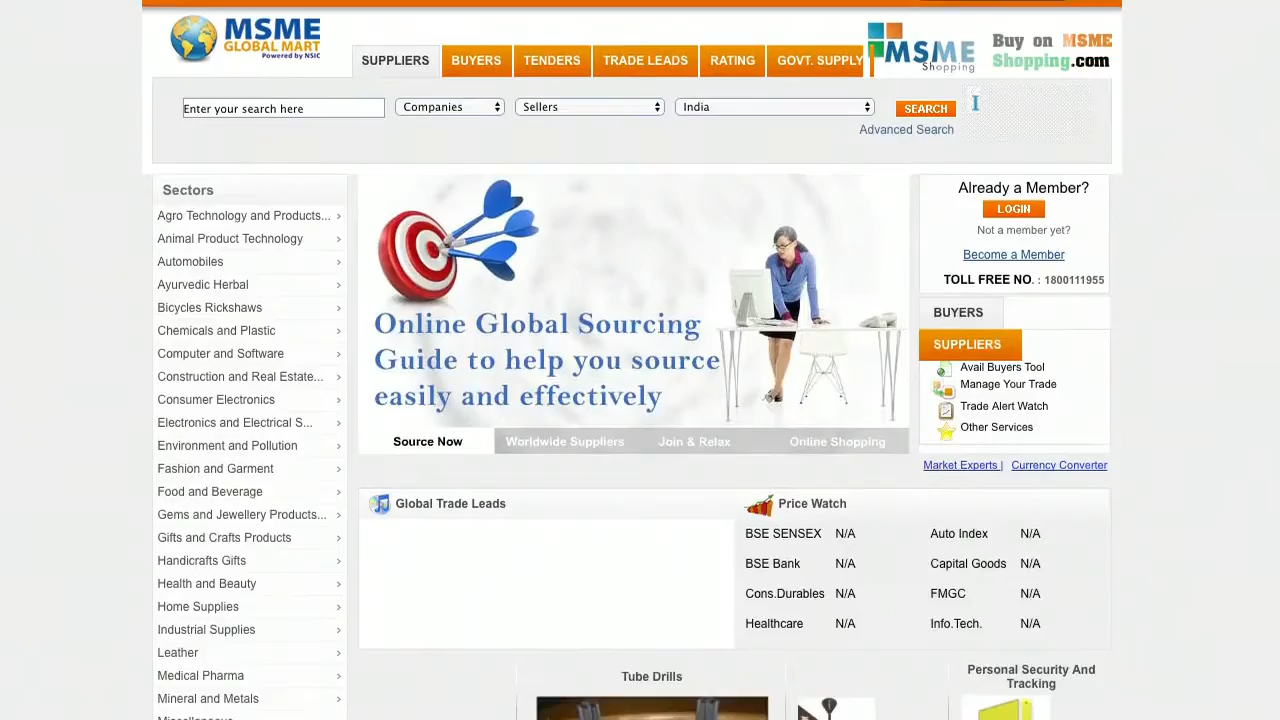 MSME
GLOBAL MART
Powered by NSIC
SUPPLIERS
BUYERS
TENDERS
TRADE LEADS
RATING
GOVT. SUPPLY
MSME
Shopping
Buy on MSME
Shopping.com
Enter your search here
Companies
Sellers
India
SEARCH
Advanced Search
Sectors
Agro Technology and Products...
Animal Product Technology
Automobiles
Ayurvedic Herbal
Bicycles Rickshaws
Chemicals and Plastic
Computer and Software
Construction and Real Estate...
Consumer Electronics
Electronics and Electrical S...
Environment and Pollution
Fashion and Garment
Food and Beverage
Gems and Jewellery Products...
Gifts and Crafts Products
Handicrafts Gifts
Health and Beauty
Home Supplies
Industrial Supplies
Leather
Medical Pharma
Mineral and Metals
Online Global Sourcing
Guide to help you source
easily and effectively
Source Now
Worldwide Suppliers
Join & Relax
Online Shopping
Already a Member?
LOGIN
Not a member yet?
Become a Member
TOLL FREE NO. : 1800111955
BUYERS
SUPPLIERS
Avail Buyers Tool
Manage Your Trade
Trade Alert Watch
Other Services
Market Experts | Currency Converter
Global Trade Leads
Price Watch
BSE SENSEX N/A Auto Index N/A
BSE Bank N/A Capital Goods N/A
Cons.Durables N/A FMGC N/A
Healthcare N/A Info.Tech. N/A
Tube Drills
Personal Security And
Tracking